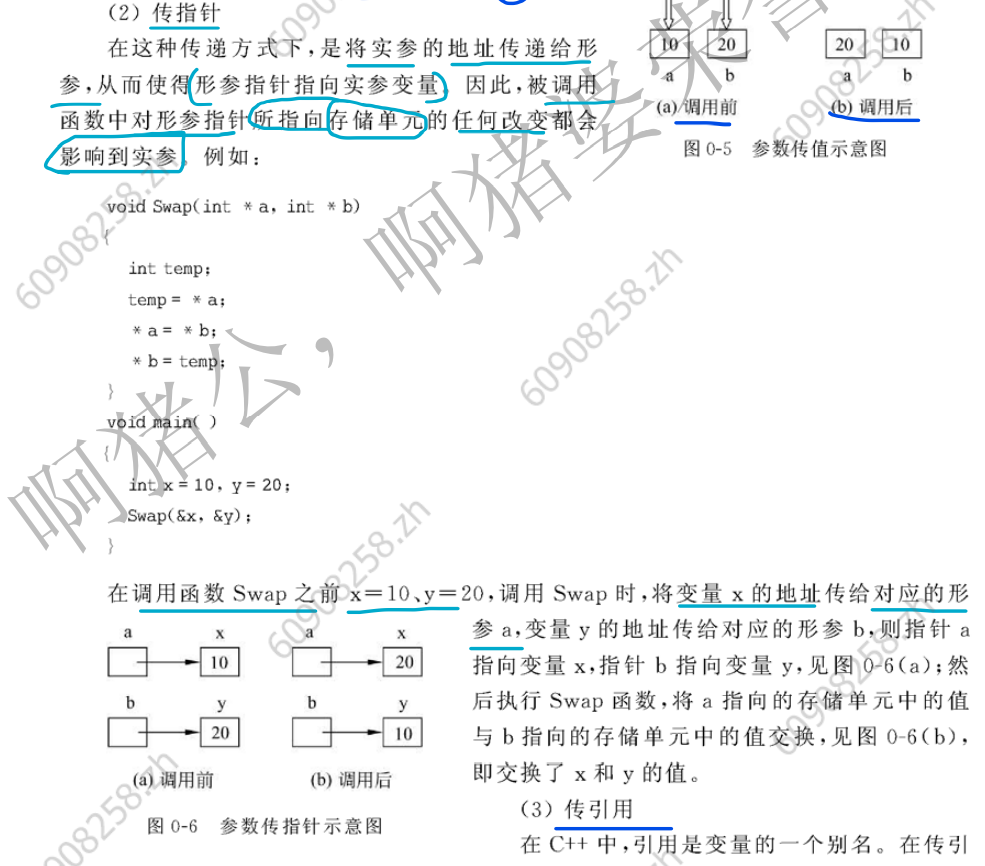 （2）传指针
在这种传递方式下，是将实参的地址传递给形
参，从而使得形参指针指向实参变量。因此，被调用
函数中对形参指针所指向存储单元的任何改变都会
影响到实参。例如：
10 20 20 10
a b a b
(a) 调用前 (b) 调用后
图 0-5 参数传值示意图
void Swap(int * a, int * b)
{
int temp;
temp = * a;
* a = * b;
* b = temp;
}
void main( )
{
int x = 10, y = 20;
Swap(&x, &y);
}
在调用函数 Swap 之前 x＝10、y＝20，调用 Swap 时，将变量 x 的地址传给对应的形
参 a，变量 y 的地址传给对应的形参 b，则指针 a
指向变量 x，指针 b 指向变量 y，见图 0-6(a)；然
后执行 Swap 函数，将 a 指向的存储单元中的值
与 b 指向的存储单元中的值交换，见图 0-6(b)，
即交换了 x 和 y 的值。
a x a x
10 20
b y b y
20 10
(a) 调用前 (b) 调用后
图 0-6 参数传指针示意图
（3）传引用
在 C++ 中，引用是变量的一个别名。在传引
啊猪公，啊猪婆荣
60908258.zh
60908258.zh
60908258.zh
60908258.zh
60908258.zh